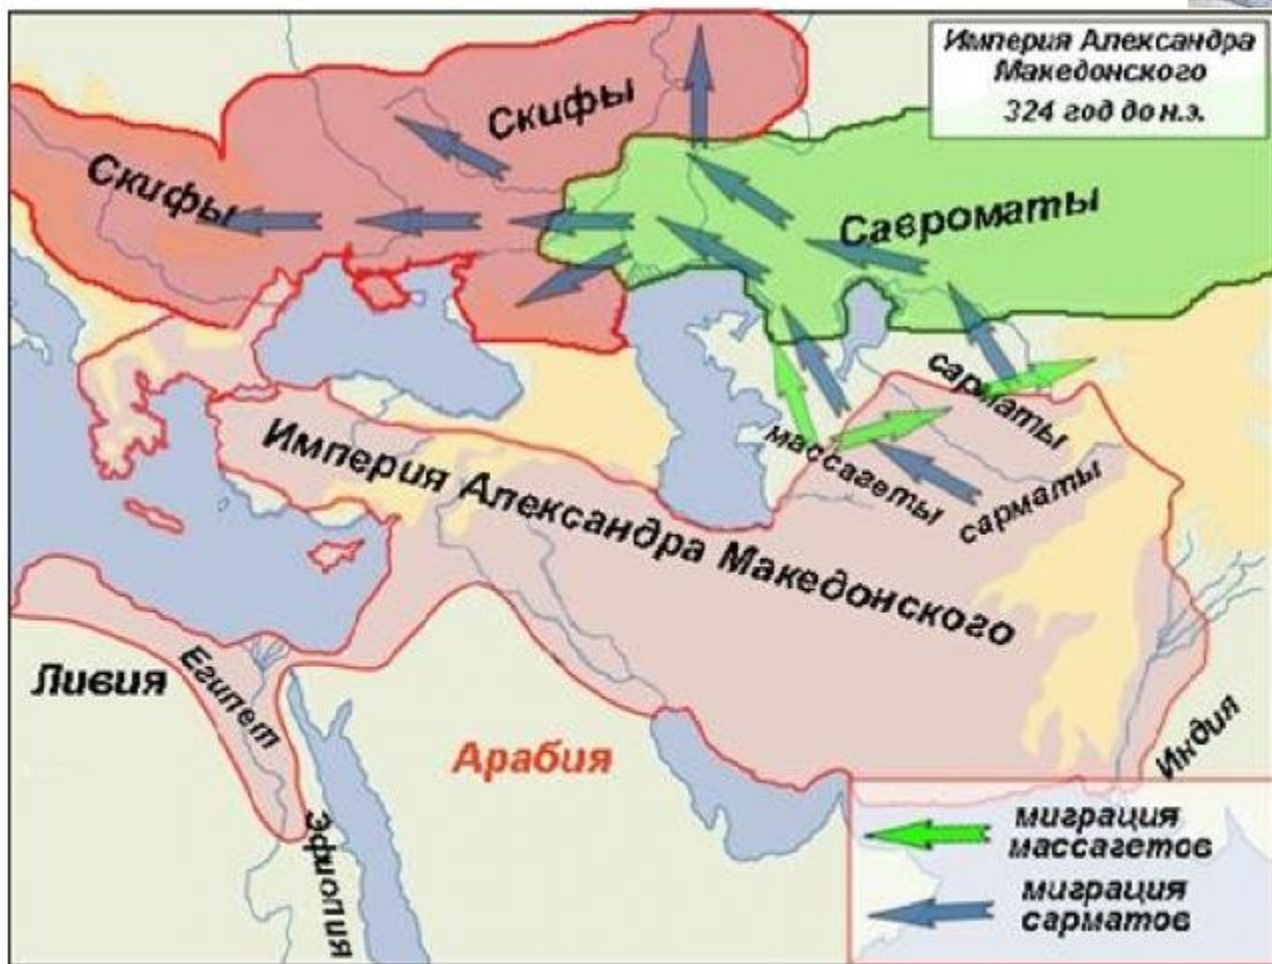 Империя Александра
Македонского
324 год до н.э.
Скифы
Скифы
Савроматы
сарматы
массагеты
сарматы
Империя Александра Македонского
Ливия
Египет
Арабия
Эфиопия
Индия
миграция
массагетов
миграция
сарматов